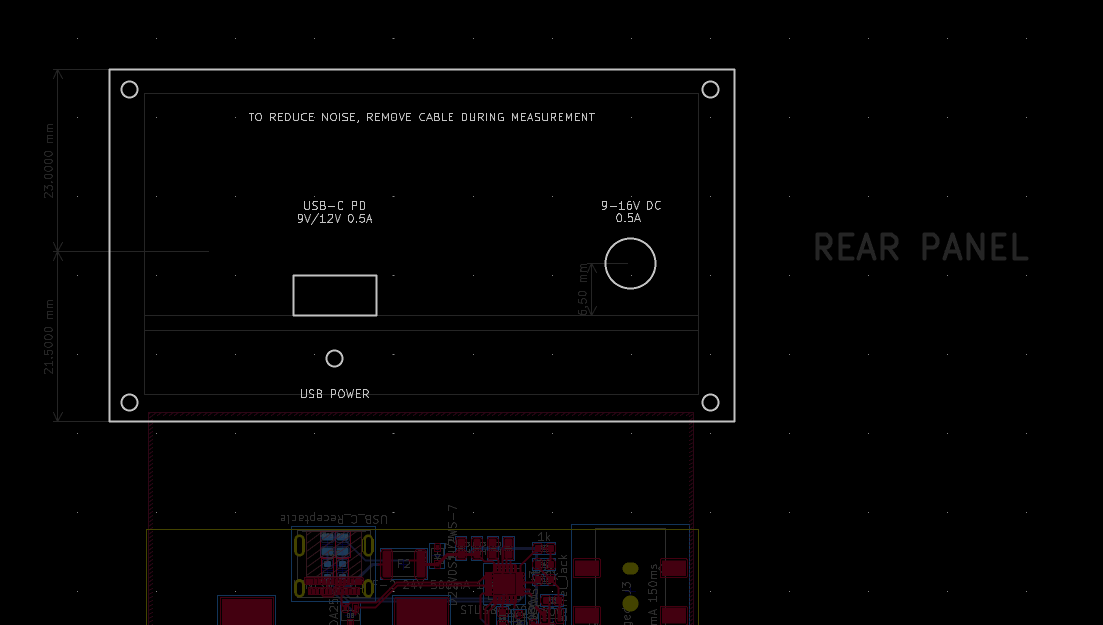 TO REDUCE NOISE, REMOVE CABLE DURING MEASUREMENT
23.0000 mm
USB-C PD
9V/12V 0.5A
9-16V DC
0.5A
REAR PANEL
6.50 mm
21.5000 mm
USB POWER
USB_C_Receptacle
1k
F2
J3
150ms